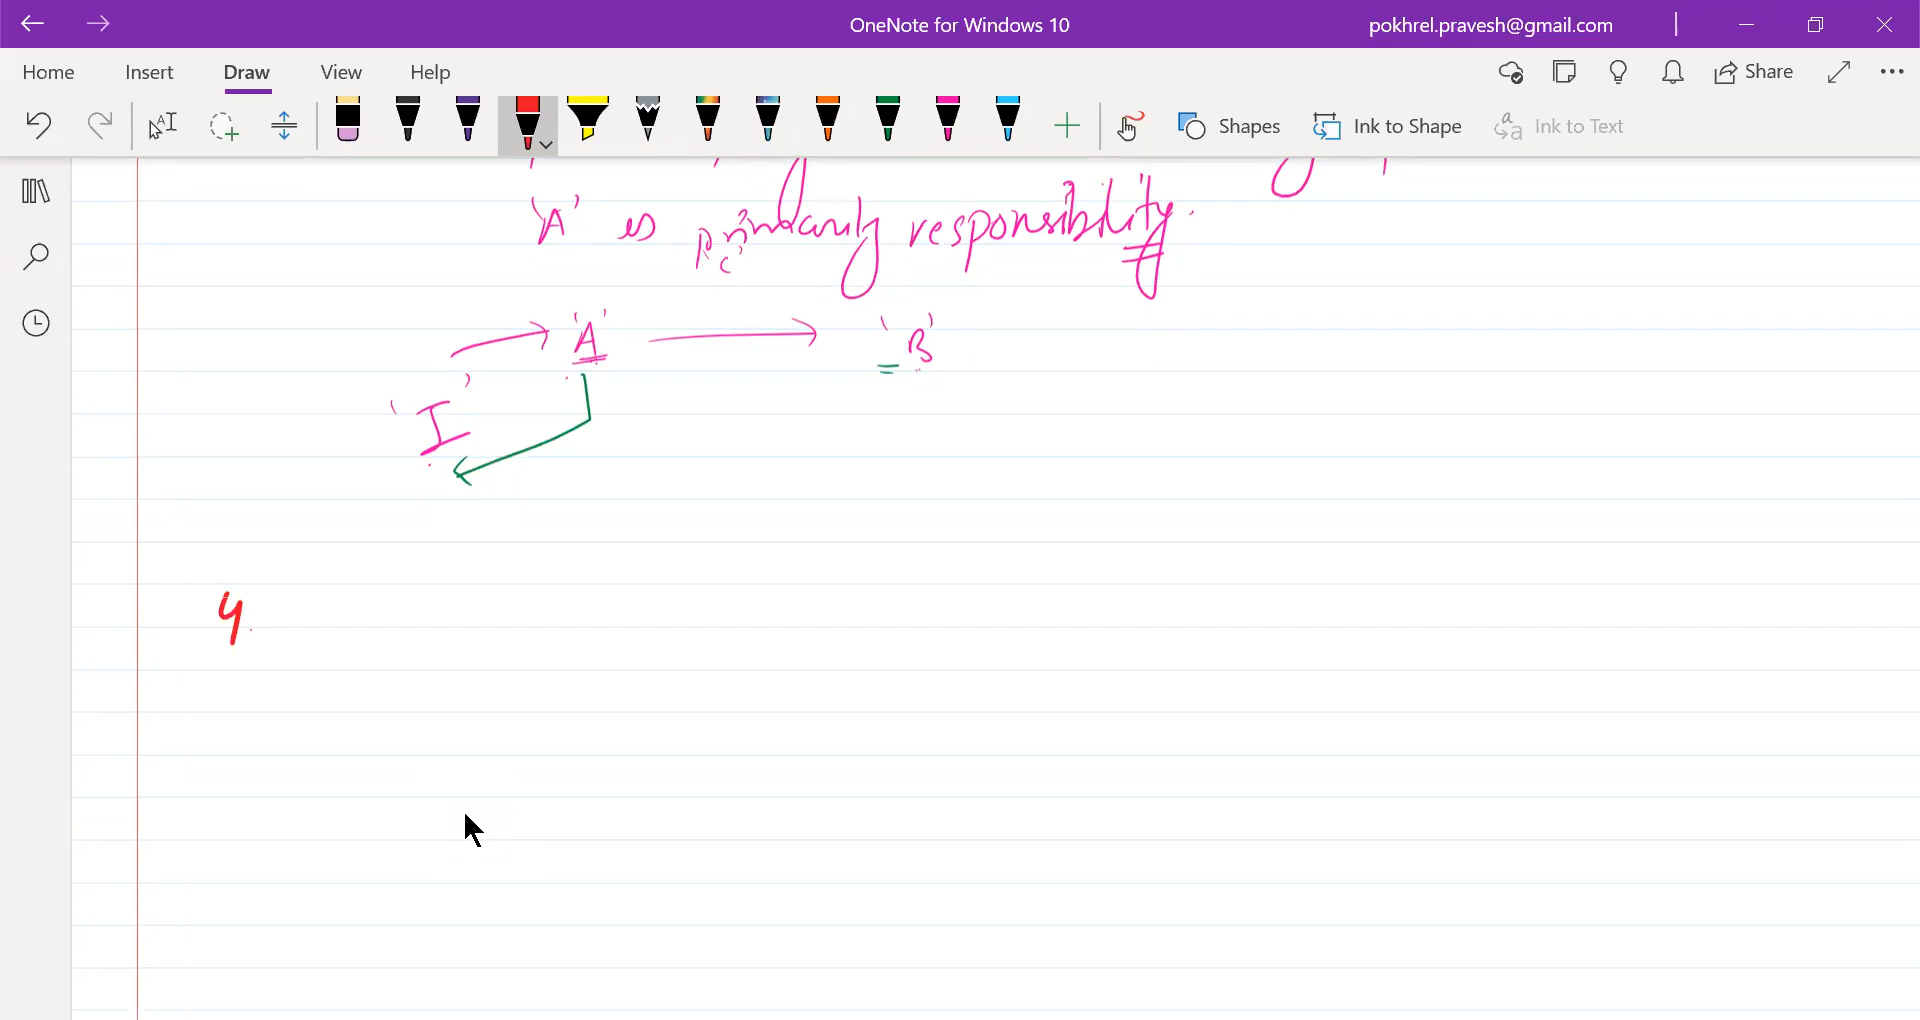 OneNote for Windows 10
pokhrel.pravesh@gmail.com
Home Insert Draw View Help
Share
Shapes
Ink to Shape
Ink to Text
'A' is responsibility.
'A' 'B'
'I'
4.